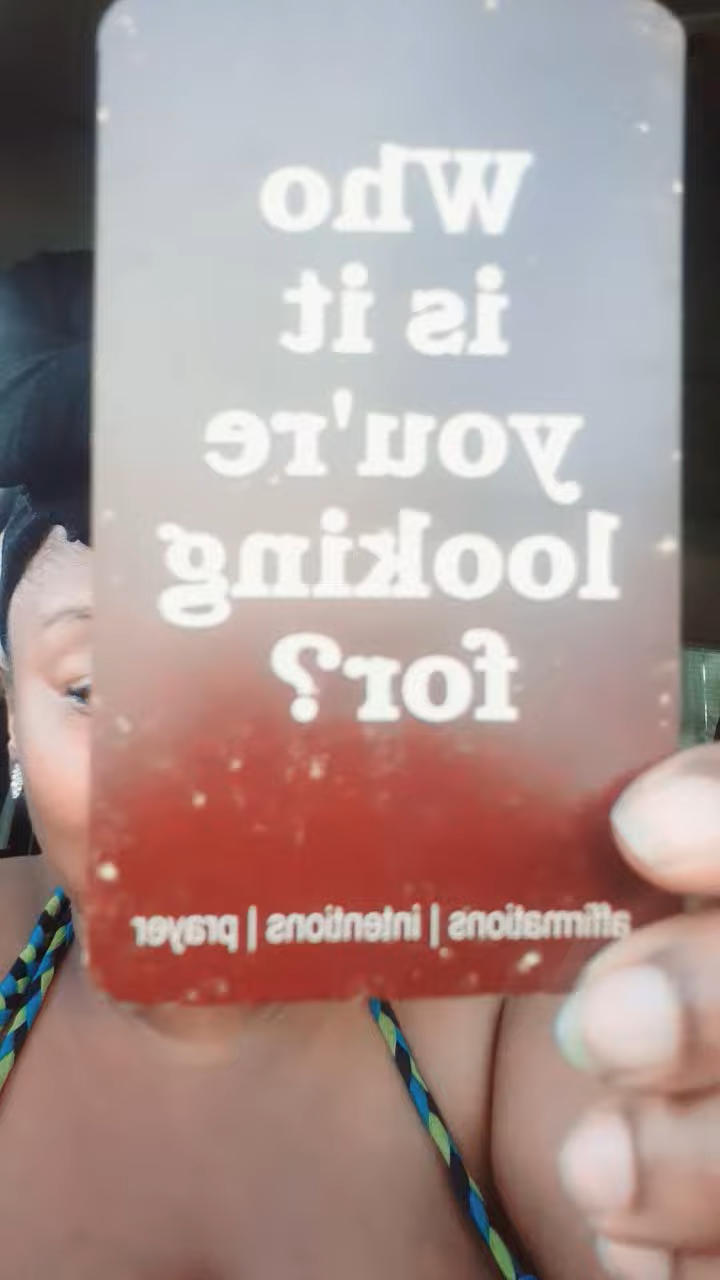 Who
is it
you're
looking
for?
affirmations | intentions | prayer